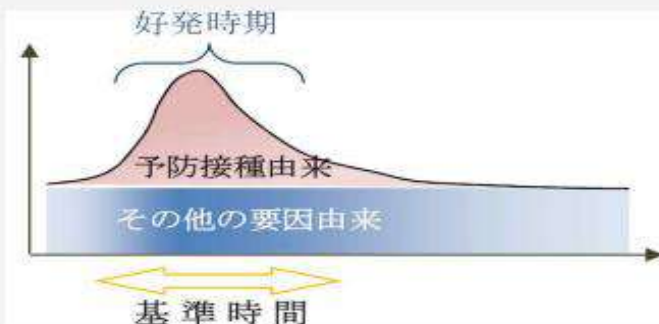 好発時期
予防接種由来
その他の要因由来
基準時間